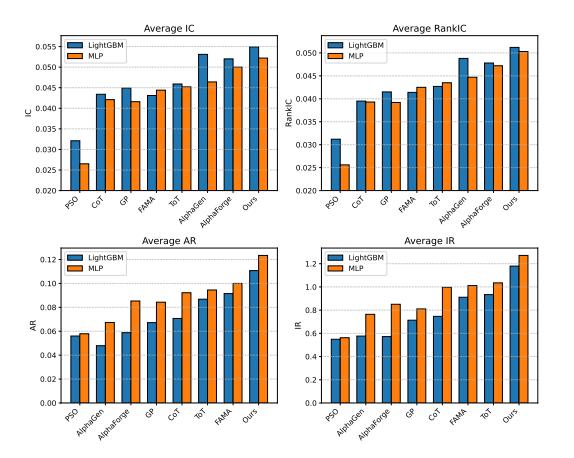 Average IC
LightGBM
MLP
IC
0.055
0.050
0.045
0.040
0.035
0.030
0.025
0.020
PSO
CoT
GP
FAMA
ToT
AlphaGen
AlphaForge
Ours
Average RankIC
LightGBM
MLP
RankIC
0.050
0.045
0.040
0.035
0.030
0.025
0.020
PSO
CoT
GP
FAMA
ToT
AlphaGen
AlphaForge
Ours
Average AR
LightGBM
MLP
AR
0.12
0.10
0.08
0.06
0.04
0.02
0.00
PSO
AlphaGen
AlphaForge
GP
CoT
ToT
FAMA
Ours
Average IR
LightGBM
MLP
IR
1.2
1.0
0.8
0.6
0.4
0.2
0.0
PSO
AlphaGen
AlphaForge
GP
CoT
FAMA
ToT
Ours